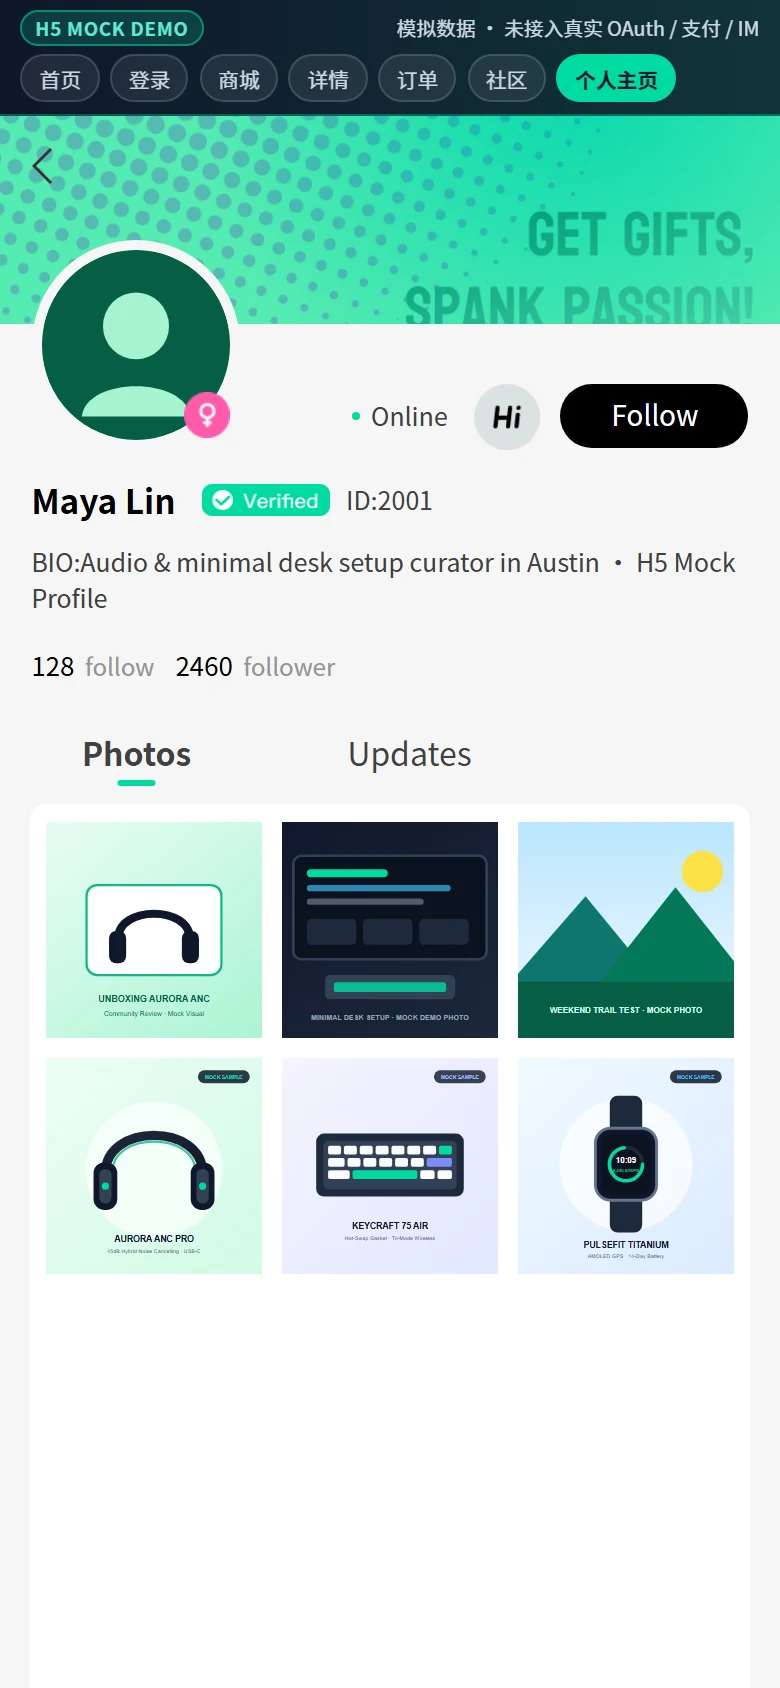 H5 MOCK DEMO
模拟数据 · 未接入真实 OAuth / 支付 / IM
首页 登录 商城 详情 订单 社区 个人主页
GET GIFTS,
SPANK PASSION!
Online Hi Follow
Maya Lin Verified ID:2001
BIO:Audio & minimal desk setup curator in Austin · H5 Mock
Profile
128 follow 2460 follower
Photos Updates
UNBOXING AURORA ANC
Community Review · Mock Visual
MINIMAL DESK SETUP · MOCK DEMO PHOTO
WEEKEND TRAIL TEST · MOCK PHOTO
MOCK SAMPLE
AURORA ANC PRO
45dB Hybrid Noise Cancelling · USB-C
MOCK SAMPLE
KEYCRAFT 75 AIR
Hot-Swap Gasket · Tri-Mode Wireless
MOCK SAMPLE
10:09
PULSEFIT TITANIUM
AMOLED GPS · 14-Day Battery